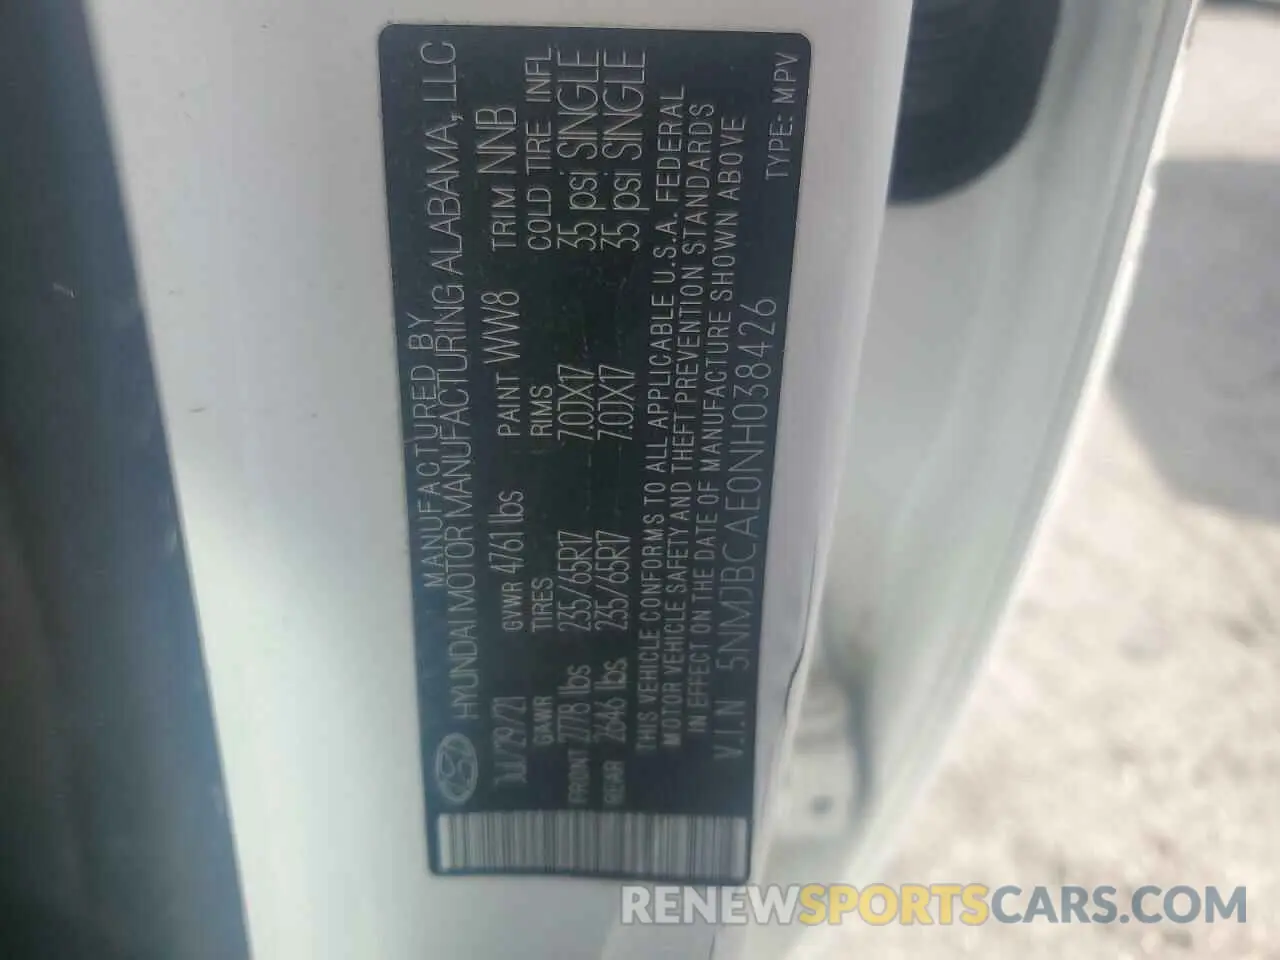 MANUFACTURED BY
HYUNDAI MOTOR MANUFACTURING ALABAMA, LLC
JUL/29/21 GVWR 4761 lbs PAINT WW8 TRIM NNB
GAWR TIRES RIMS COLD TIRE INFL
FRONT 2778 lbs 235/65R17 7.0JX17 35 psi SINGLE
REAR 2646 lbs 235/65R17 7.0JX17 35 psi SINGLE
THIS VEHICLE CONFORMS TO ALL APPLICABLE U.S.A. FEDERAL
MOTOR VEHICLE SAFETY AND THEFT PREVENTION STANDARDS
IN EFFECT ON THE DATE OF MANUFACTURE SHOWN ABOVE
V.I.N 5NMJBCAE0NH038426
TYPE: MPV
RENEWSPORTSCARS.COM